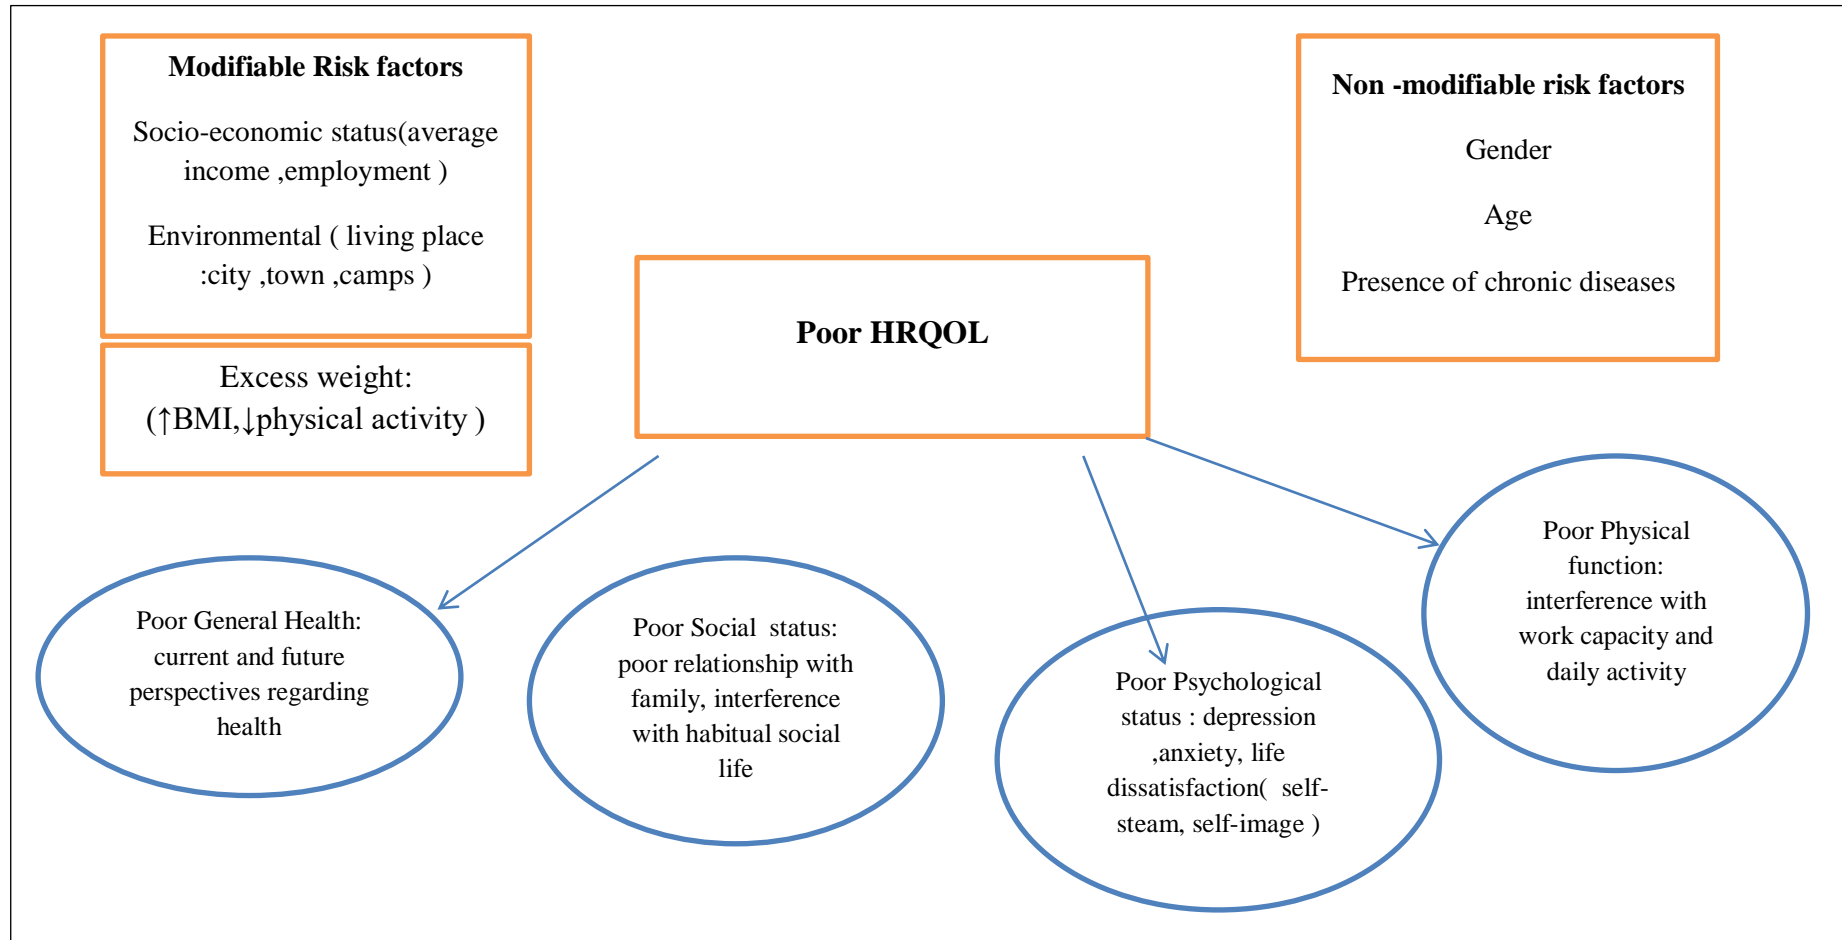 Modifiable Risk factors
Socio-economic status(average
income ,employment )
Environmental ( living place
:city ,town ,camps )
Excess weight:
(↑BMI,↓physical activity )
Poor HRQOL
Non -modifiable risk factors
Gender
Age
Presence of chronic diseases
Poor General Health:
current and future
perspectives regarding
health
Poor Social  status:
poor relationship with
family, interference
with habitual social
life
Poor Psychological
status : depression
,anxiety, life
dissatisfaction(  self-
steam, self-image )
Poor Physical
function:
interference with
work capacity and
daily activity